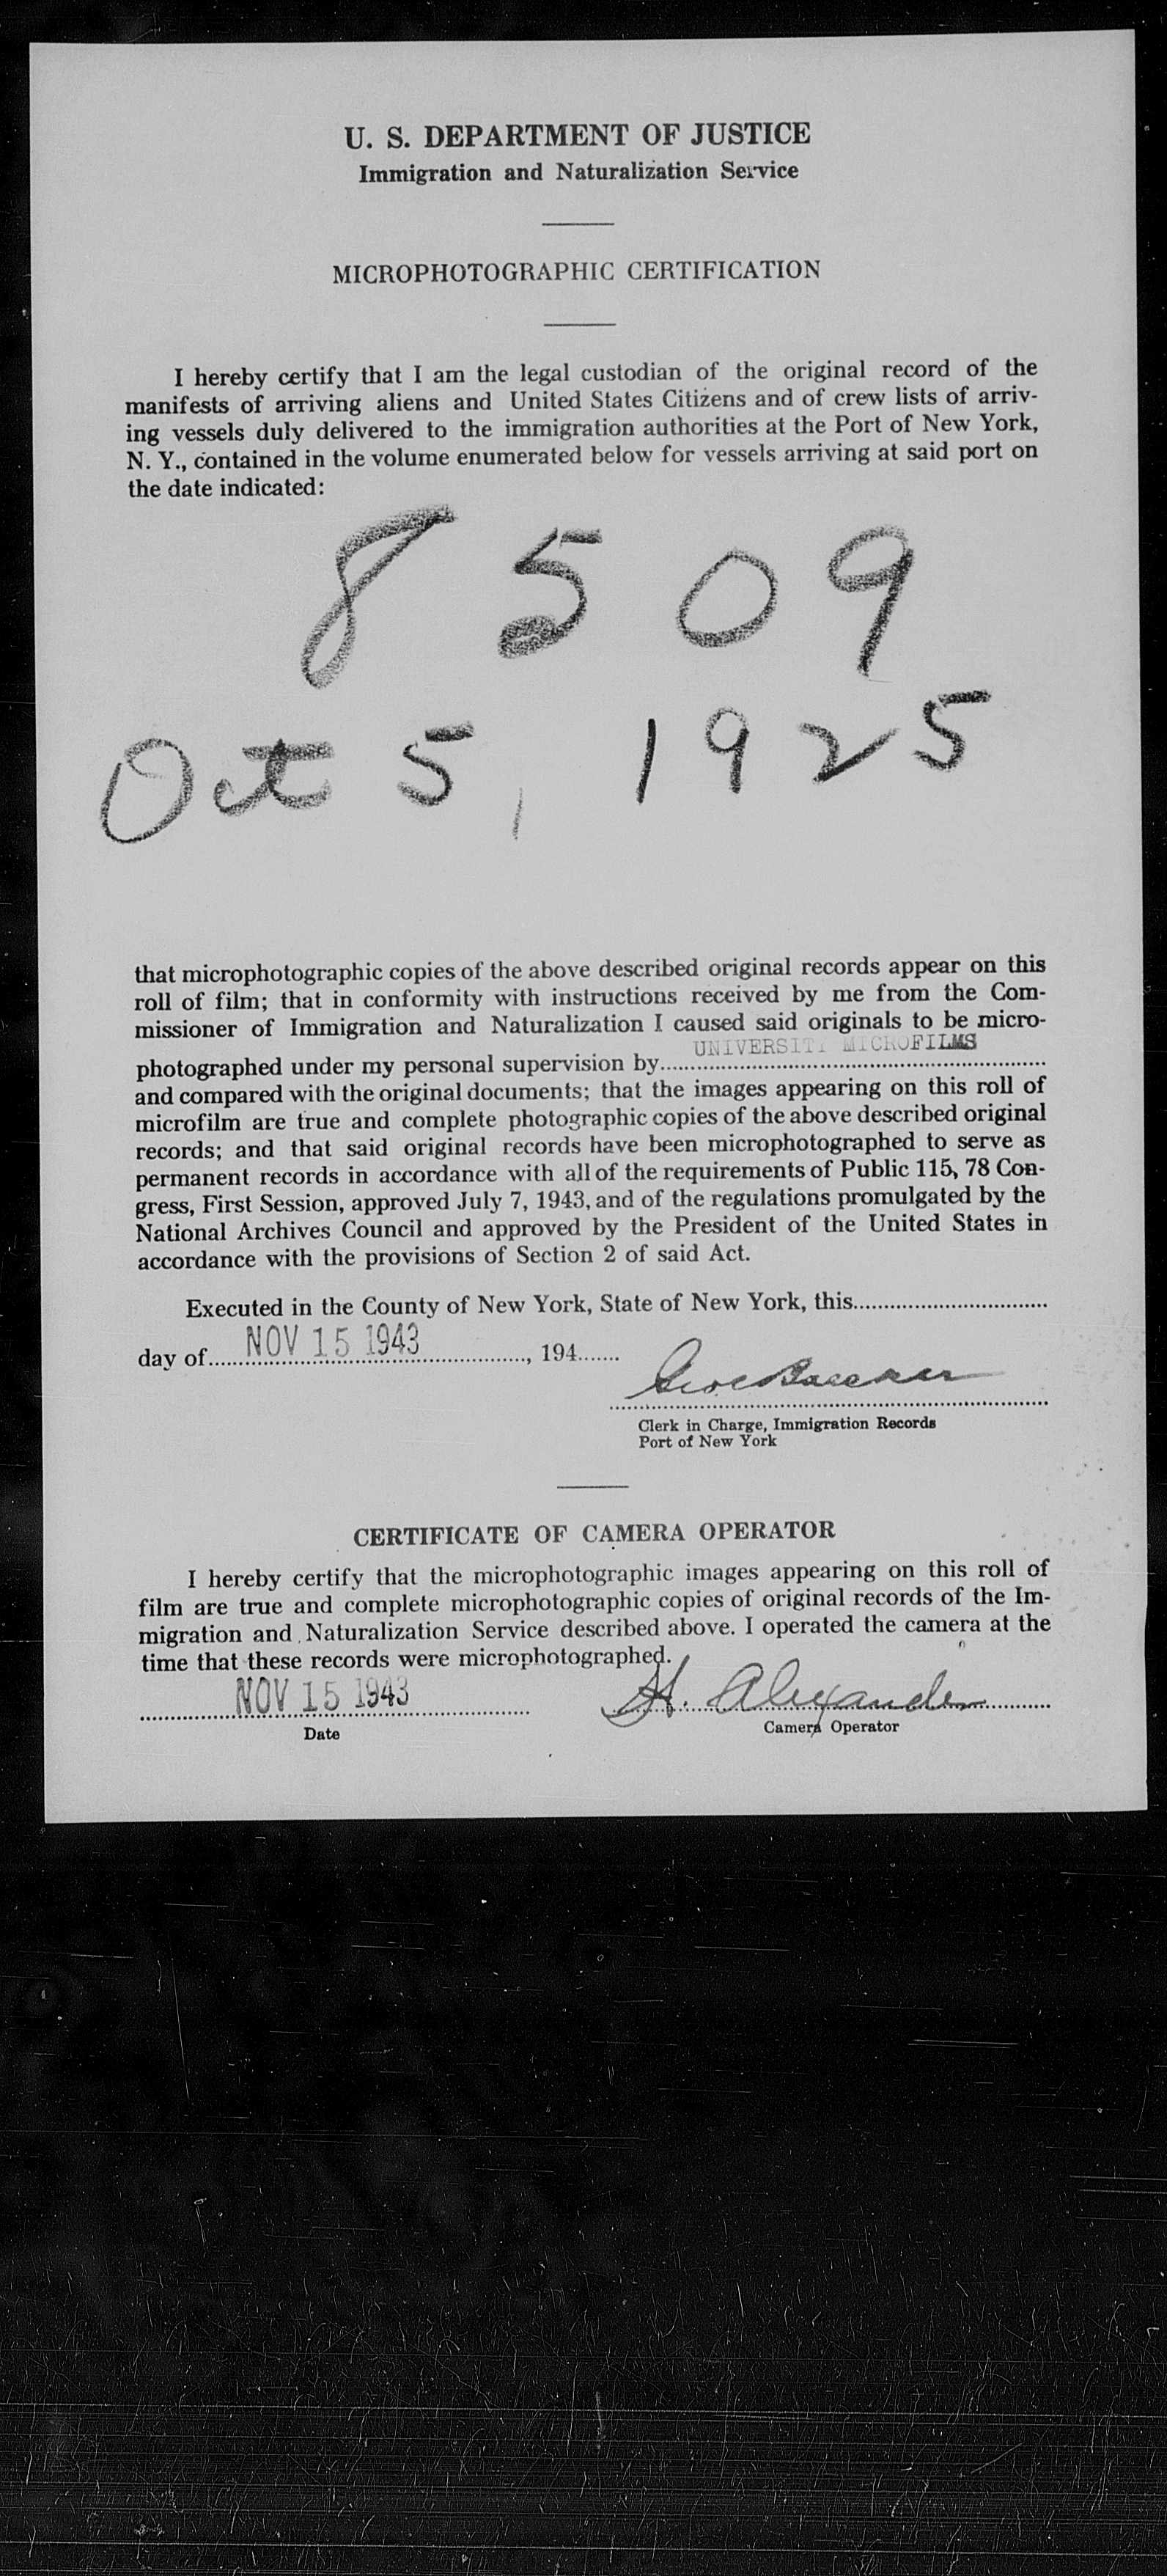 U. S. DEPARTMENT OF JUSTICE
Immigration and Naturalization Service
MICROPHOTOGRAPHIC CERTIFICATION
I hereby certify that I am the legal custodian of the original record of the
manifests of arriving aliens and United States Citizens and of crew lists of arriv-
ing vessels duly delivered to the immigration authorities at the Port of New York,
N. Y., contained in the volume enumerated below for vessels arriving at said port on
the date indicated:
8509
Oct 5, 1925
that microphotographic copies of the above described original records appear on this
roll of film; that in conformity with instructions received by me from the Com-
missioner of Immigration and Naturalization I caused said originals to be micro-
photographed under my personal supervision by UNIVERSITY MICROFILMS
and compared with the original documents; that the images appearing on this roll of
microfilm are true and complete photographic copies of the above described original
records; and that said original records have been microphotographed to serve as
permanent records in accordance with all of the requirements of Public 115, 78 Con-
gress, First Session, approved July 7, 1943, and of the regulations promulgated by the
National Archives Council and approved by the President of the United States in
accordance with the provisions of Section 2 of said Act.
Executed in the County of New York, State of New York, this
day of NOV 15 1943, 194
Clerk in Charge, Immigration Records
Port of New York
CERTIFICATE OF CAMERA OPERATOR
I hereby certify that the microphotographic images appearing on this roll of
film are true and complete microphotographic copies of original records of the Im-
migration and Naturalization Service described above. I operated the camera at the
time that these records were microphotographed.
NOV 15 1943 H. Alexander
Date Camera Operator